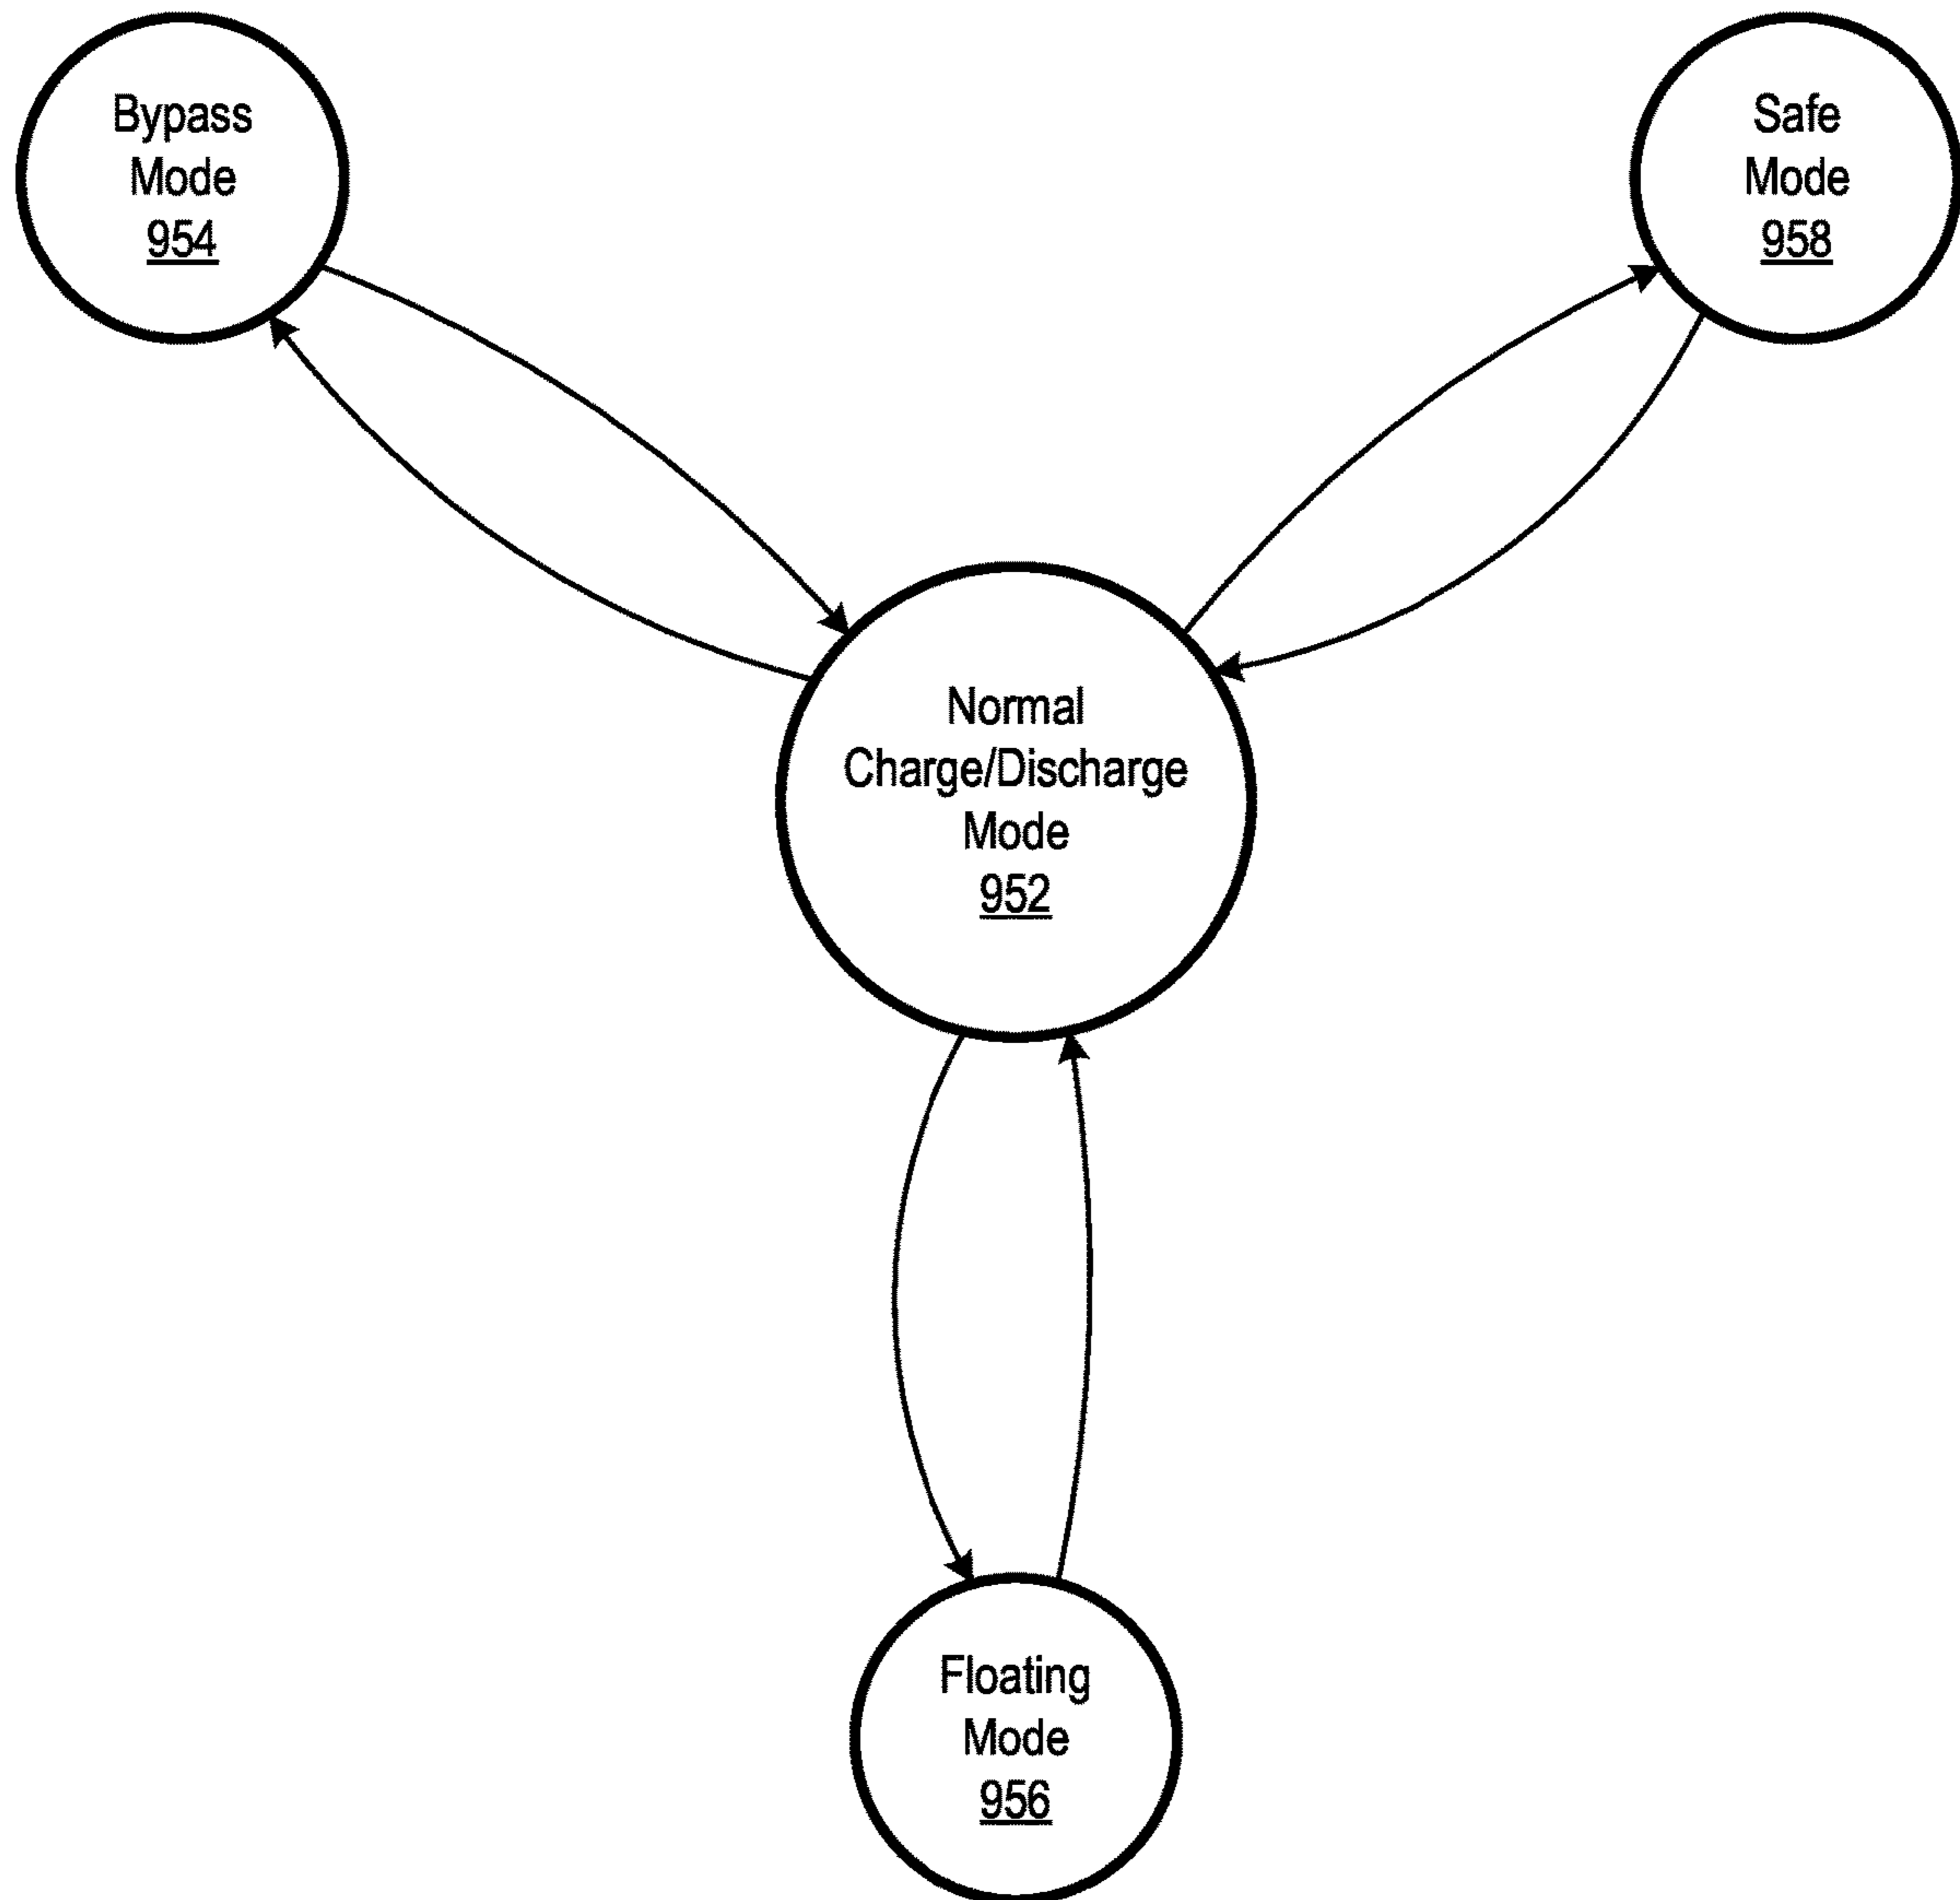 Bypass
Mode
954
Safe
Mode
958
Normal
Charge/Discharge
Mode
952
Floating
Mode
956